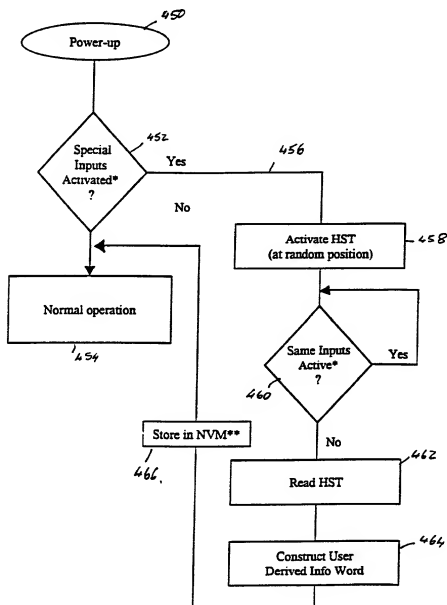 450
Power-up
452
Special
Inputs
Activated*
?
Yes
456
No
Activate HST
(at random position)
458
Normal operation
454
Same Inputs
Active*
?
Yes
460
No
Store in NVM**
466.
462
Read HST
464
Construct User
Derived Info Word